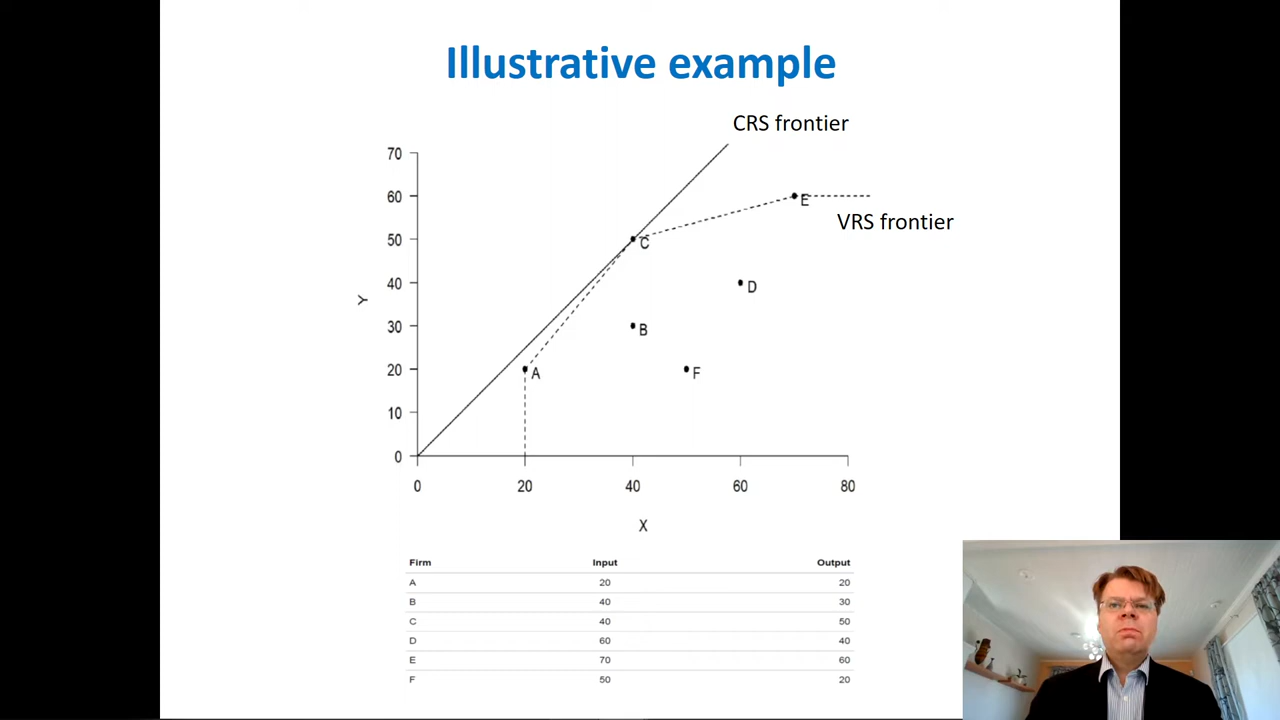 Illustrative example
CRS frontier
70
60
E
VRS frontier
50
C
40
D
Y
30
B
20
A
F
10
0
0 20 40 60 80
X
Firm Input Output
A 20 20
B 40 30
C 40 50
D 60 40
E 70 60
F 50 20